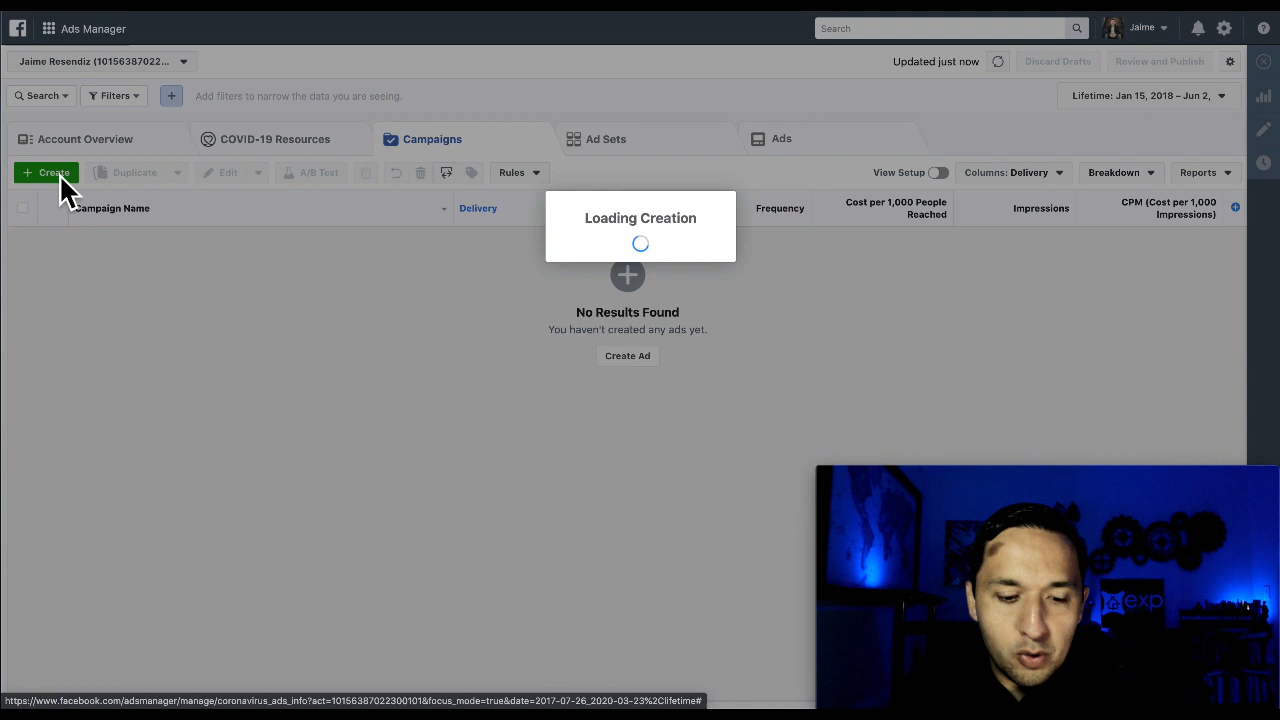 Ads Manager
Search
Jaime
Jaime Resendiz (10156387022...
Updated just now
Discard Drafts
Review and Publish
Search
Filters
Add filters to narrow the data you are seeing.
Lifetime: Jan 15, 2018 – Jun 2,
Account Overview
COVID-19 Resources
Campaigns
Ad Sets
Ads
+ Create
Duplicate
Edit
A/B Test
Rules
View Setup
Columns: Delivery
Breakdown
Reports
Campaign Name
Delivery
Frequency
Cost per 1,000 People
Reached
Impressions
CPM (Cost per 1,000
Impressions)
Loading Creation
No Results Found
You haven't created any ads yet.
Create Ad
exp
https://www.facebook.com/adsmanager/manage/coronavirus_ads_info?act=10156387022300101&focus_mode=true&date=2017-07-26_2020-03-23%2Clifetime#